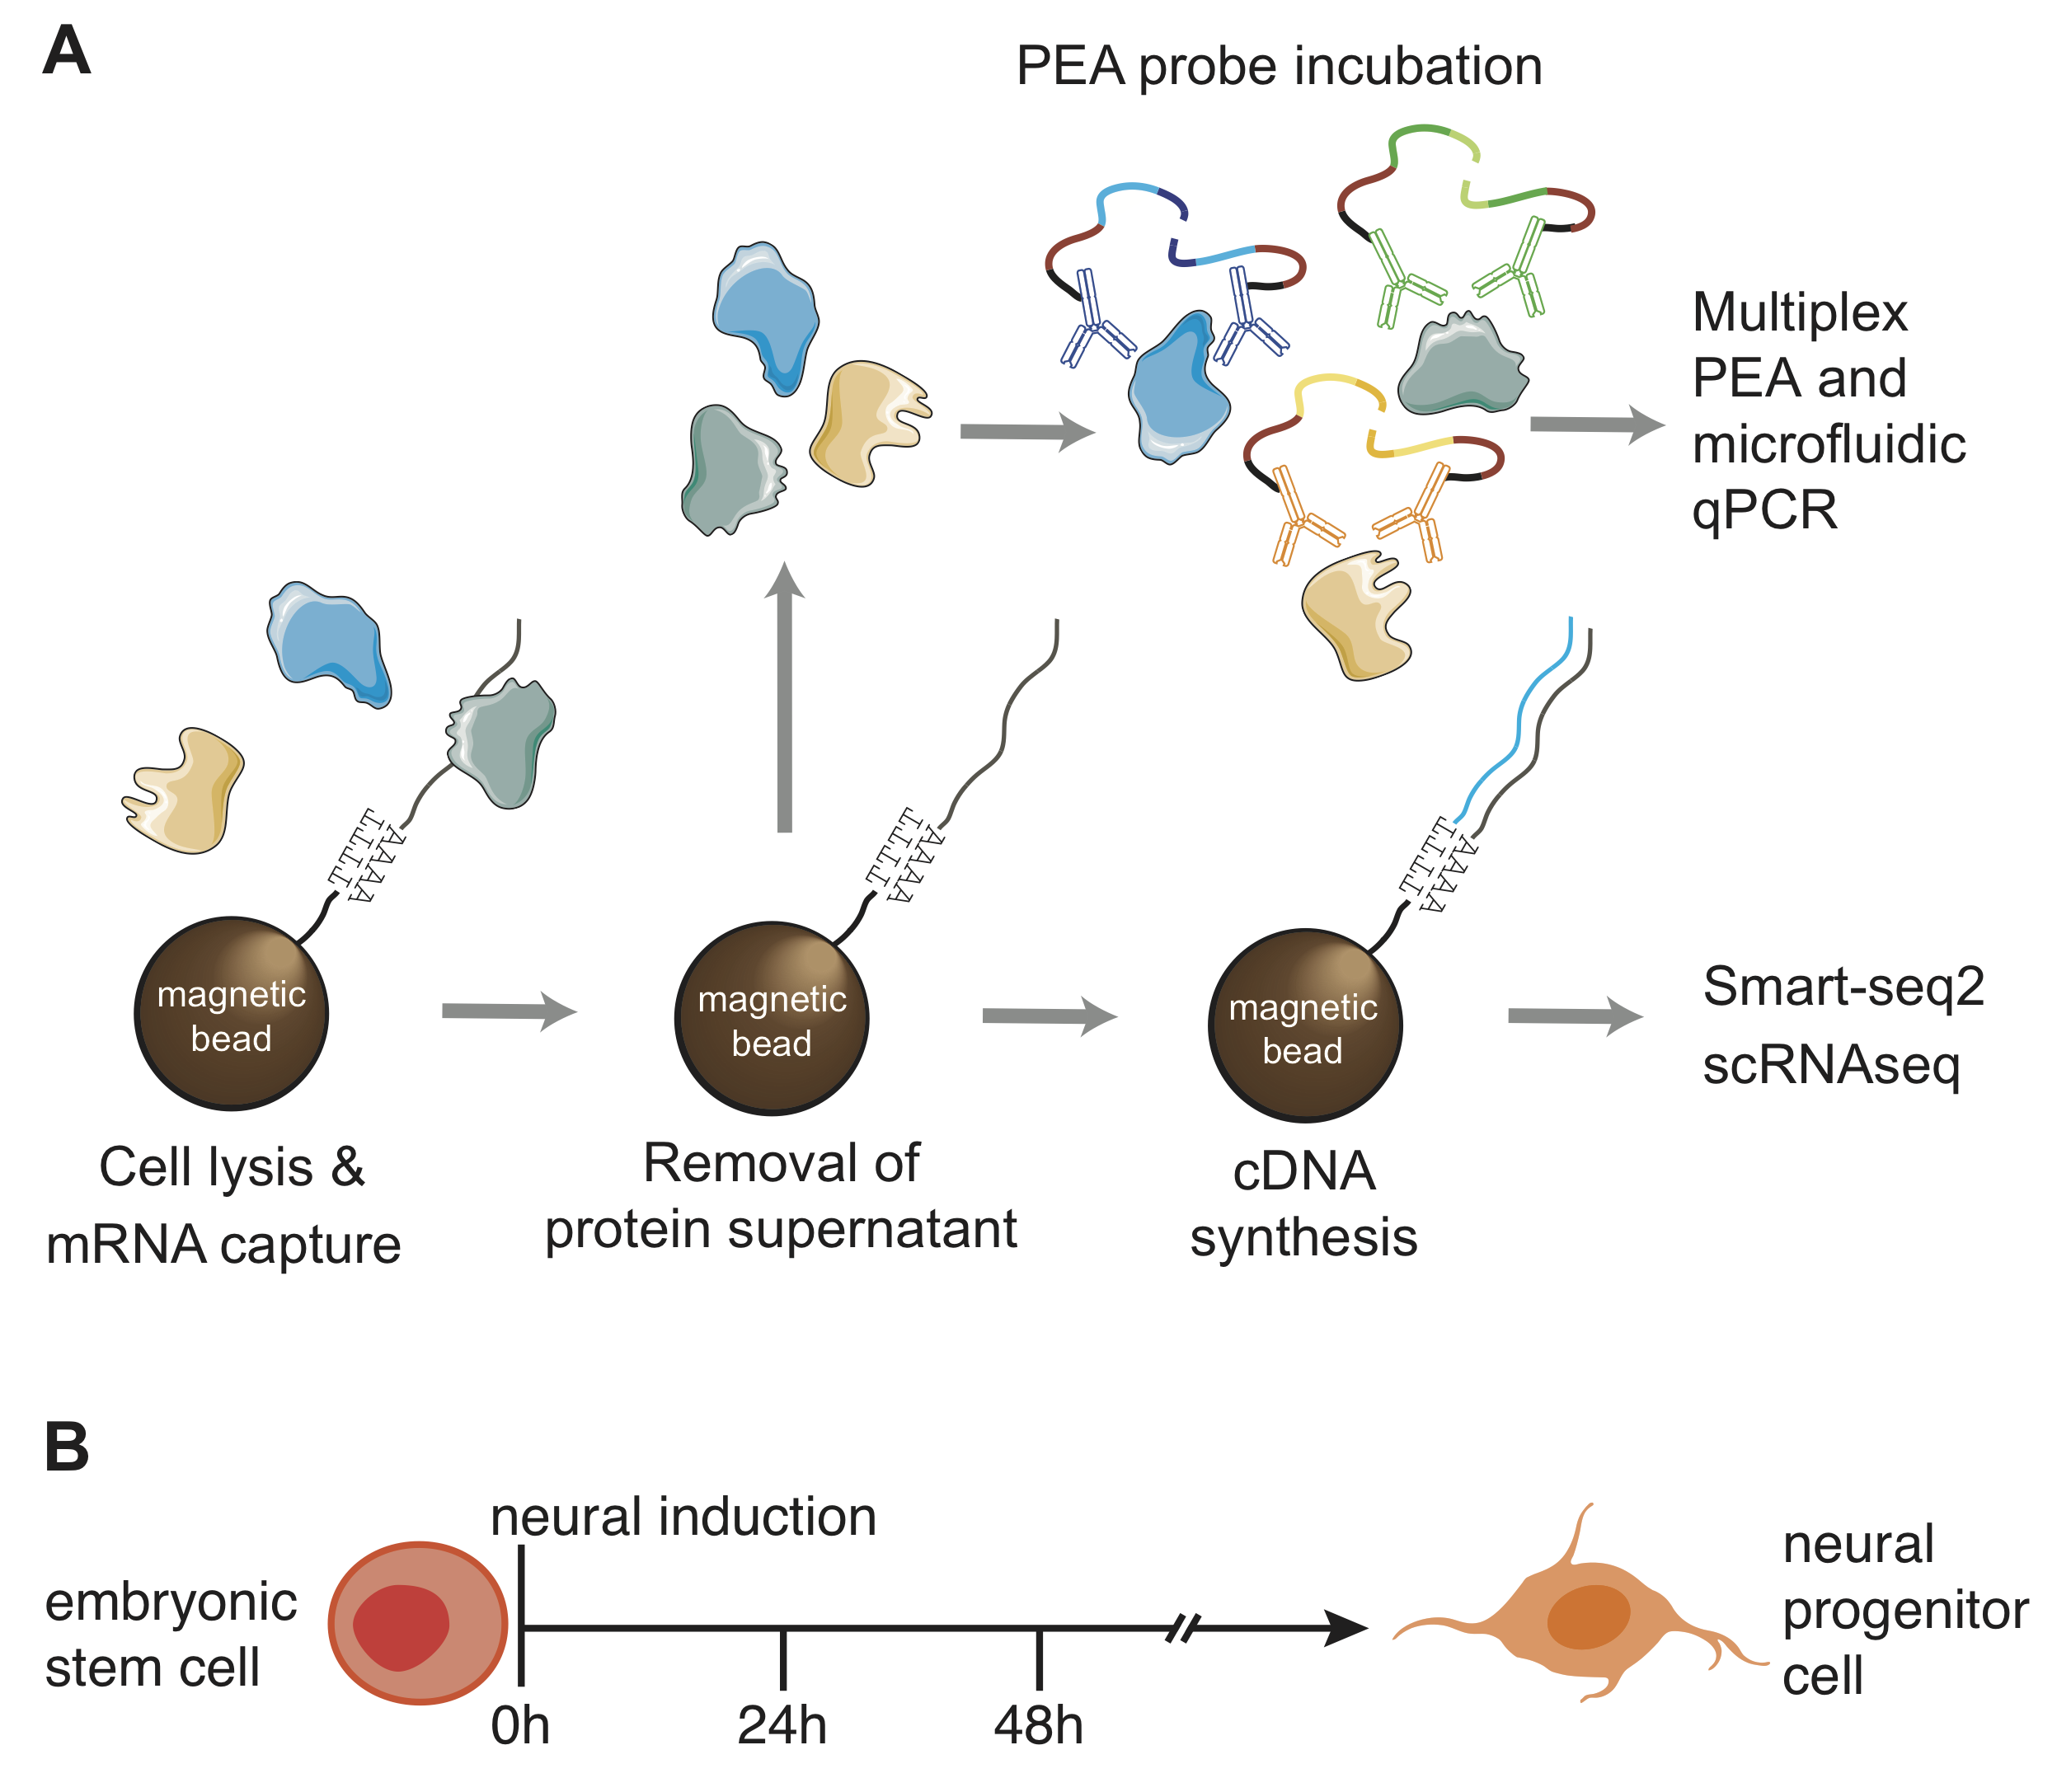 A
PEA probe incubation
Multiplex
PEA and
microfluidic
qPCR
TTTT
AAAA
TTTT
AAAA
TTTT
AAAA
magnetic
bead
magnetic
bead
magnetic
bead
Smart-seq2
scRNAseq
Cell lysis &
mRNA capture
Removal of
protein supernatant
cDNA
synthesis
B
neural induction
embryonic
stem cell
0h
24h
48h
neural
progenitor
cell